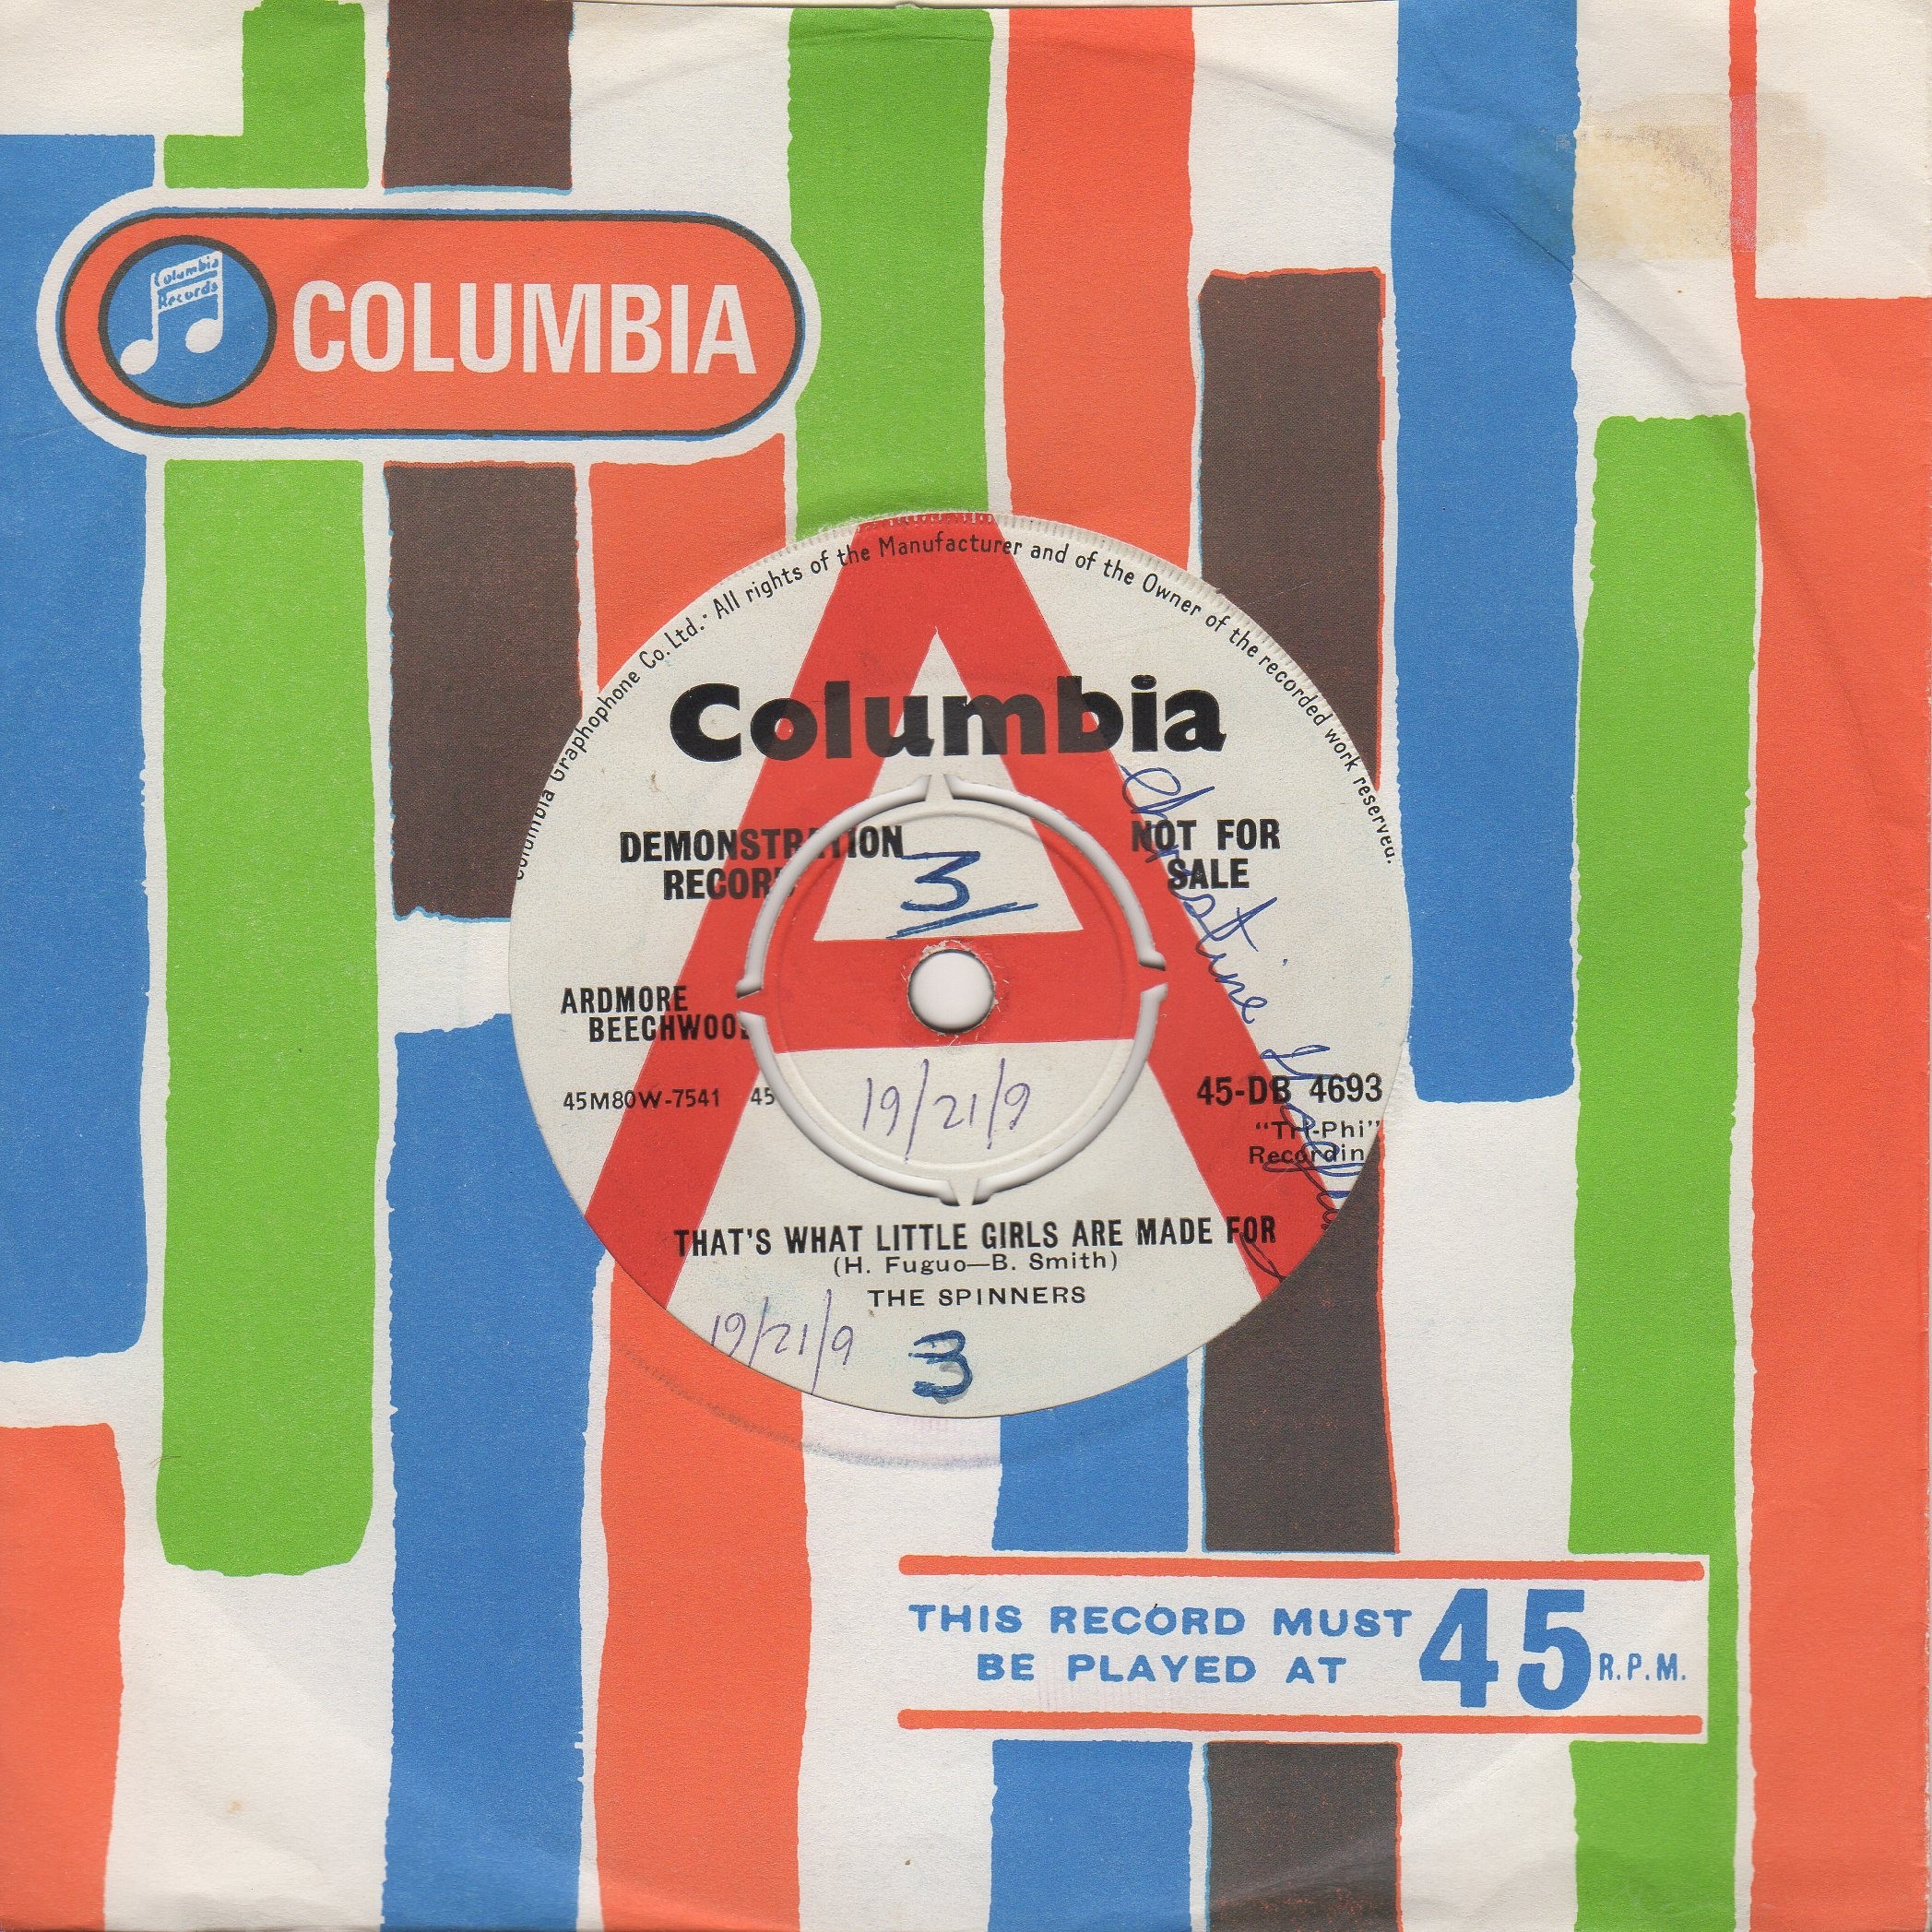 Columbia
Records
COLUMBIA
Columbia Graphophone Co. Ltd. · All rights of the Manufacturer and of the Owner of the recorded work reserved.
Columbia
DEMONSTRATION
RECORD
NOT FOR
SALE
3/
Christine
ARDMORE
BEECHWOOD
45M80W-7541 45
19/21/9
45-DB 4693
"Tri-Phi"
Recordin
THAT'S WHAT LITTLE GIRLS ARE MADE FOR
(H. Fuguo—B. Smith)
THE SPINNERS
19/21/9
3
THIS RECORD MUST
BE PLAYED AT
45 R.P.M.